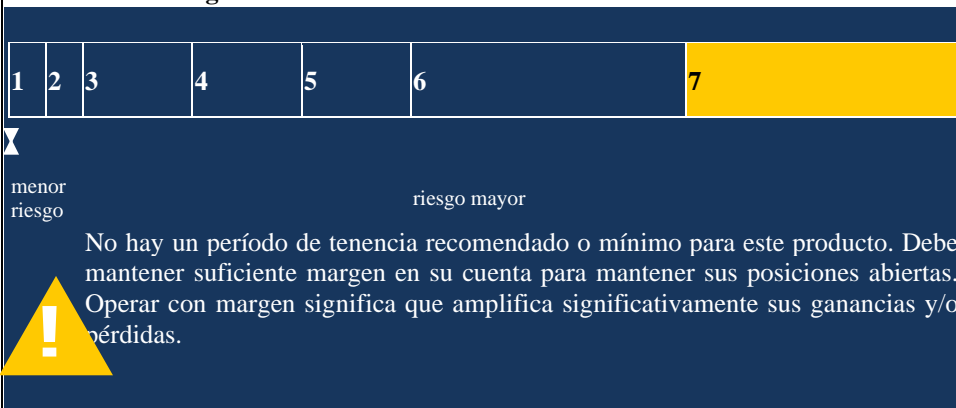 1 2 3 4 5 6 7
menor
riesgo
riesgo mayor
No hay un período de tenencia recomendado o mínimo para este producto. Debe
mantener suficiente margen en su cuenta para mantener sus posiciones abiertas.
Operar con margen significa que amplifica significativamente sus ganancias y/o
pérdidas.
!